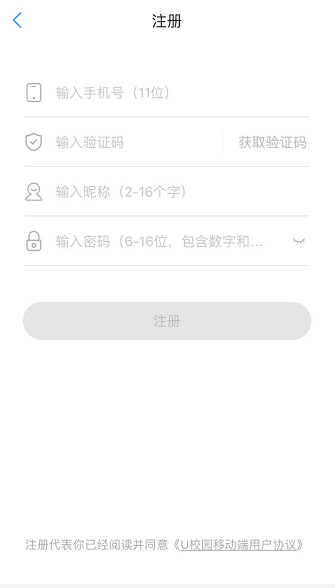 注册
输入手机号（11位）
输入验证码 获取验证码
输入昵称（2-16个字）
输入密码（6-16位，包含数字和...
注册
注册代表你已经阅读并同意《U校园移动端用户协议》